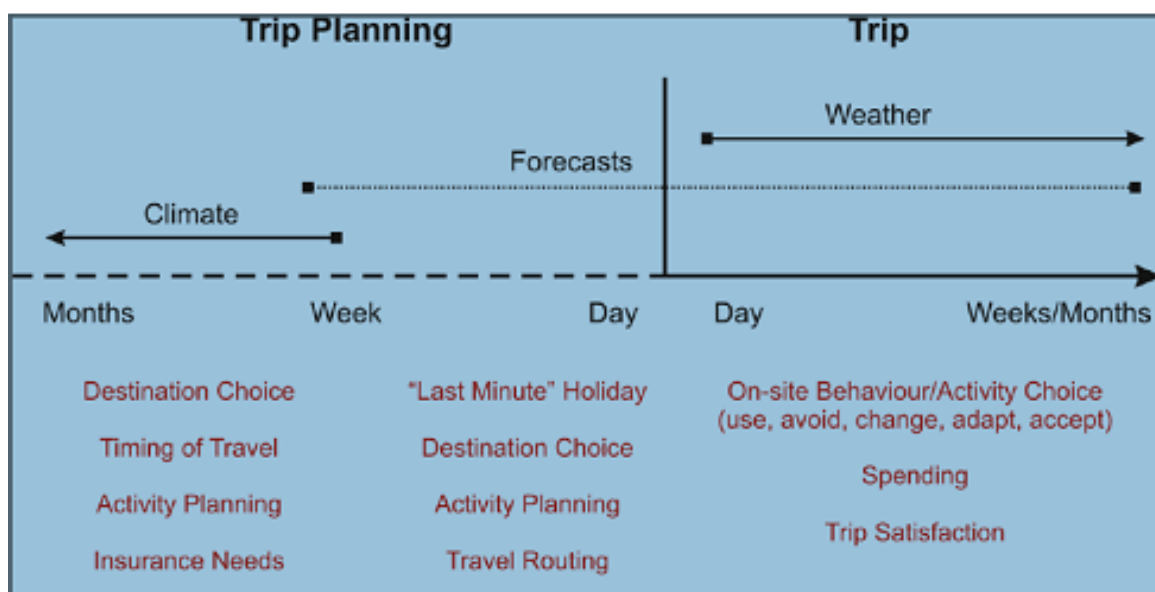 Trip Planning
Trip
Weather
Forecasts
Climate
Months
Week
Day
Day
Weeks/Months
Destination Choice
Timing of Travel
Activity Planning
Insurance Needs
“Last Minute” Holiday
Destination Choice
Activity Planning
Travel Routing
On-site Behaviour/Activity Choice
(use, avoid, change, adapt, accept)
Spending
Trip Satisfaction